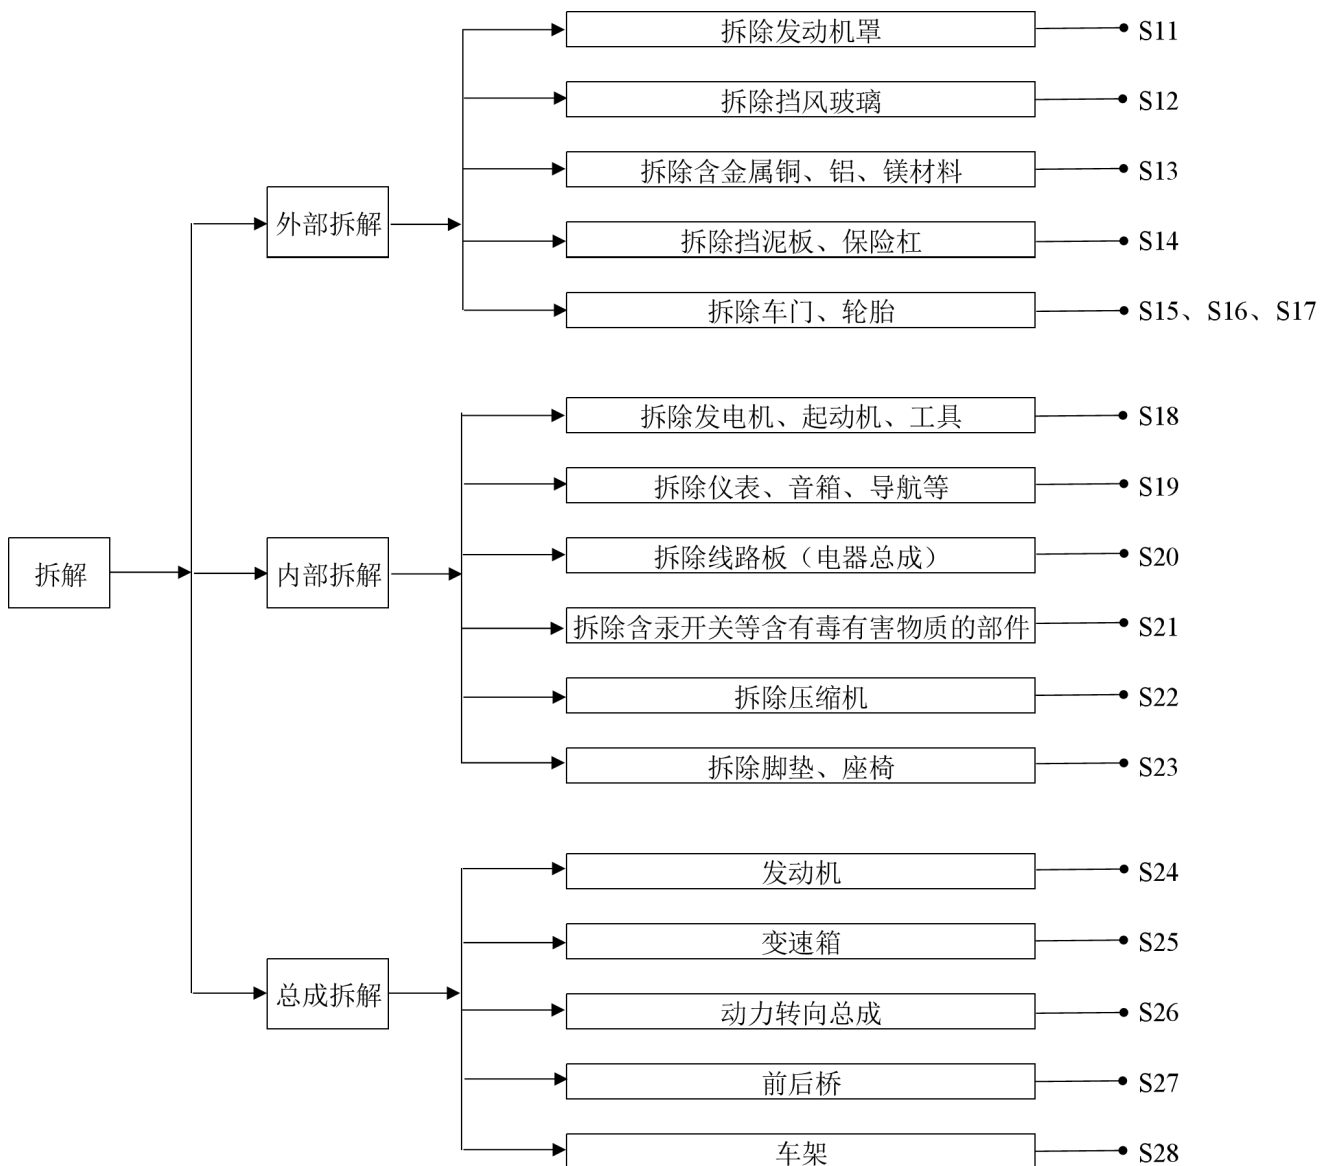 拆除发动机罩 S11
拆除挡风玻璃 S12
拆除含金属铜、铝、镁材料 S13
外部拆解
拆除挡泥板、保险杠 S14
拆除车门、轮胎 S15、S16、S17
拆除发电机、起动机、工具 S18
拆除仪表、音箱、导航等 S19
拆除线路板（电器总成） S20
拆解
内部拆解
拆除含汞开关等含有毒有害物质的部件 S21
拆除压缩机 S22
拆除脚垫、座椅 S23
发动机 S24
变速箱 S25
总成拆解
动力转向总成 S26
前后桥 S27
车架 S28